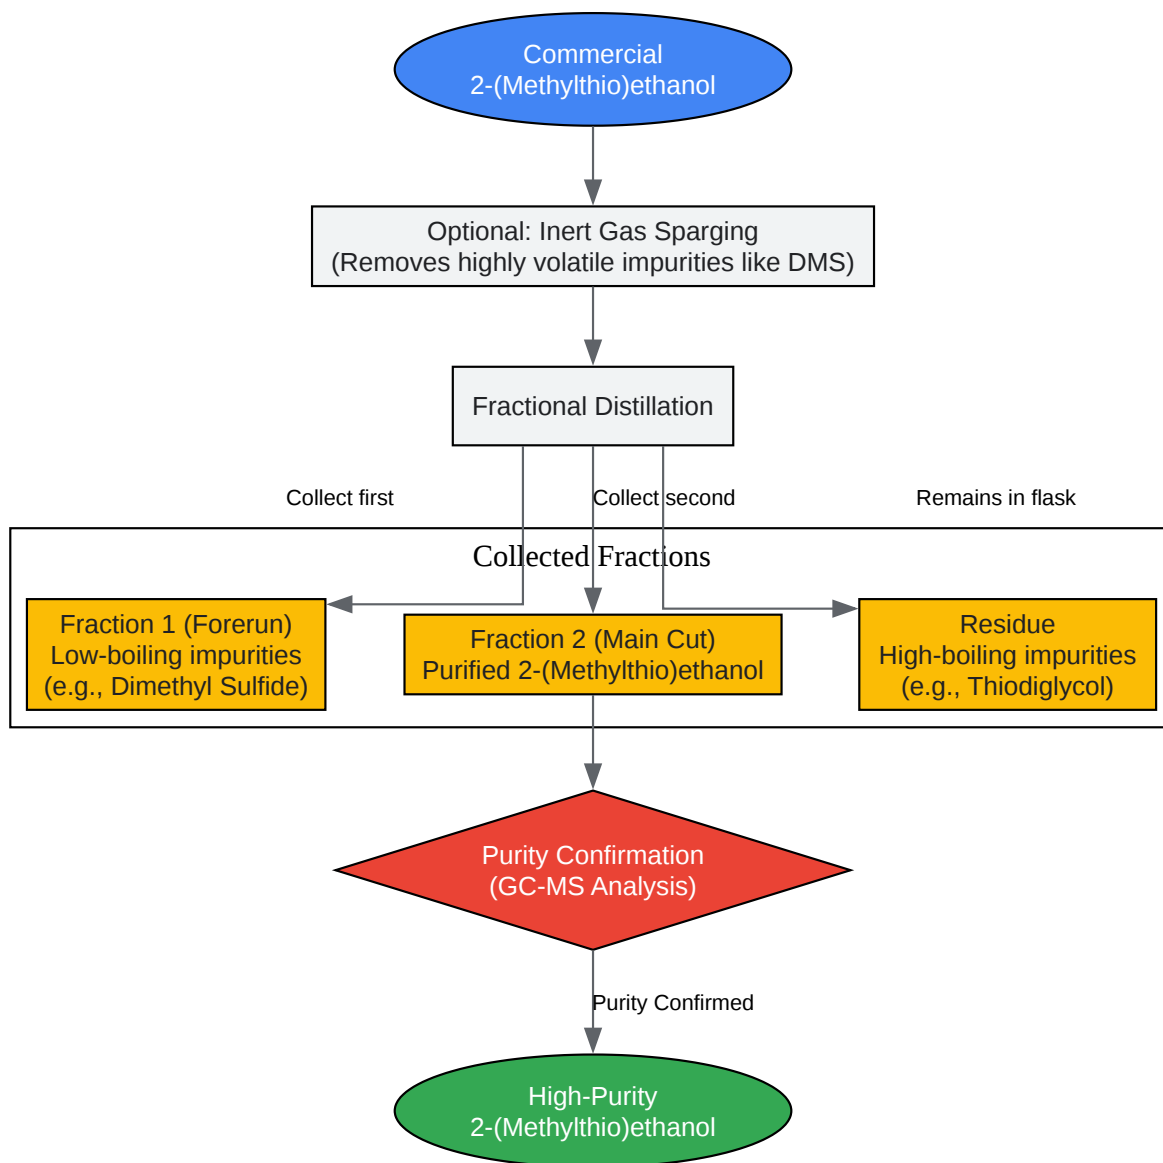 Commercial
2-(Methylthio)ethanol
Optional: Inert Gas Sparging
(Removes highly volatile impurities like DMS)
Fractional Distillation
Collect first
Collect second
Remains in flask
Collected Fractions
Fraction 1 (Forerun)
Low-boiling impurities
(e.g., Dimethyl Sulfide)
Fraction 2 (Main Cut)
Purified 2-(Methylthio)ethanol
Residue
High-boiling impurities
(e.g., Thiodiglycol)
Purity Confirmation
(GC-MS Analysis)
Purity Confirmed
High-Purity
2-(Methylthio)ethanol